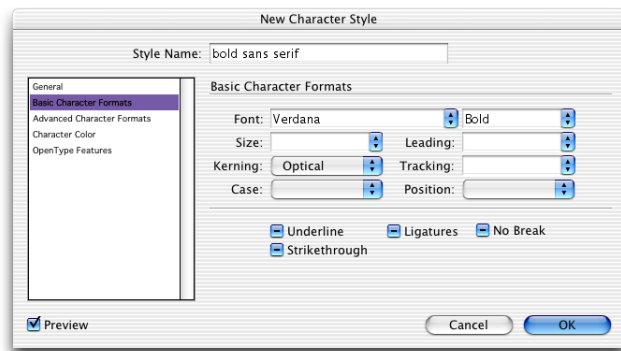 New Character Style
Style Name: bold sans serif
General
Basic Character Formats
Advanced Character Formats
Character Color
OpenType Features
Basic Character Formats
Font: Verdana Bold
Size: Leading:
Kerning: Optical Tracking:
Case: Position:
Underline Ligatures No Break
Strikethrough
Preview Cancel OK